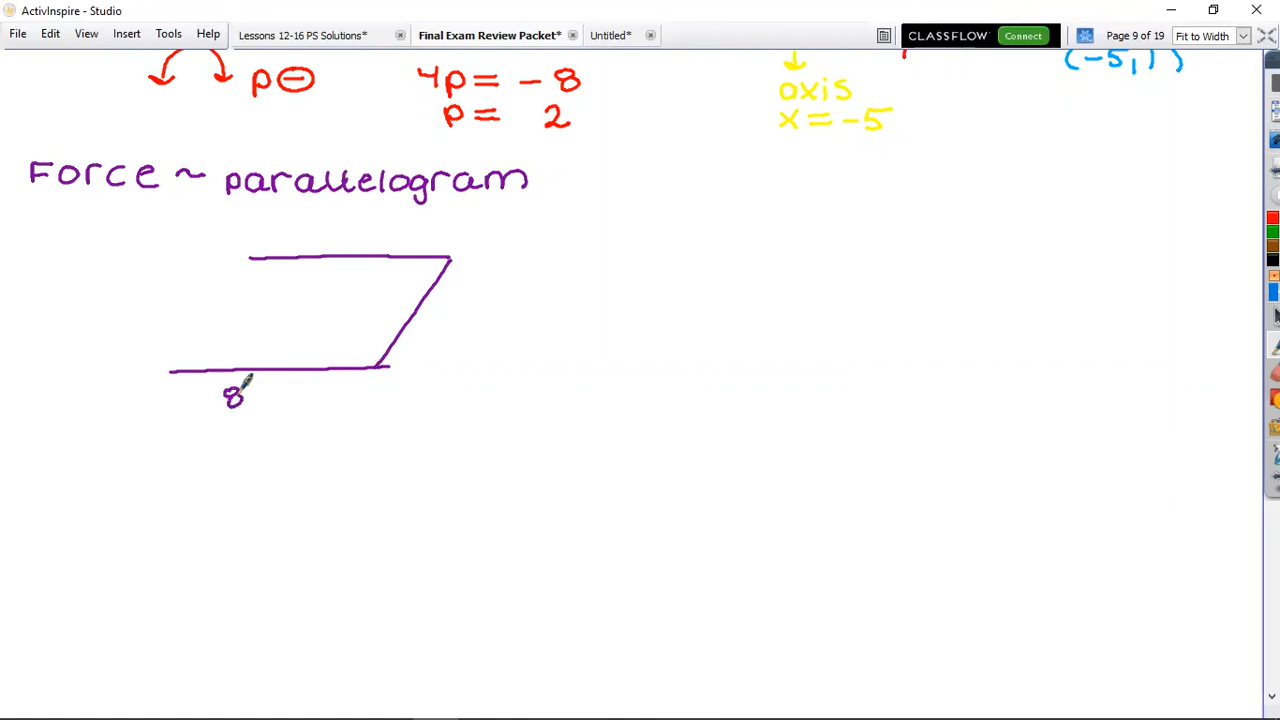 ActivInspire - Studio
File Edit View Insert Tools Help
Lessons 12-16 PS Solutions*
Final Exam Review Packet*
Untitled*
CLASSFLOW Connect
Page 9 of 19
Fit to Width
p ⊖
4p = - 8
p = 2
axis
x = -5
(-5,1)
Force ~ parallelogram
8